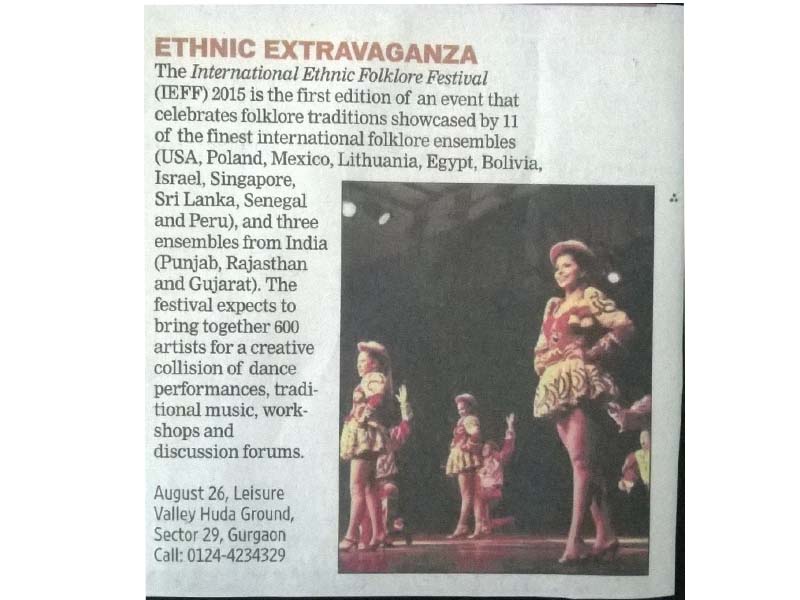 ETHNIC EXTRAVAGANZA
The International Ethnic Folklore Festival
(IEFF) 2015 is the first edition of an event that
celebrates folklore traditions showcased by 11
of the finest international folklore ensembles
(USA, Poland, Mexico, Lithuania, Egypt, Bolivia,
Israel, Singapore,
Sri Lanka, Senegal
and Peru), and three
ensembles from India
(Punjab, Rajasthan
and Gujarat). The
festival expects to
bring together 600
artists for a creative
collision of dance
performances, tradi-
tional music, work-
shops and
discussion forums.
August 26, Leisure
Valley Huda Ground,
Sector 29, Gurgaon
Call: 0124-4234329